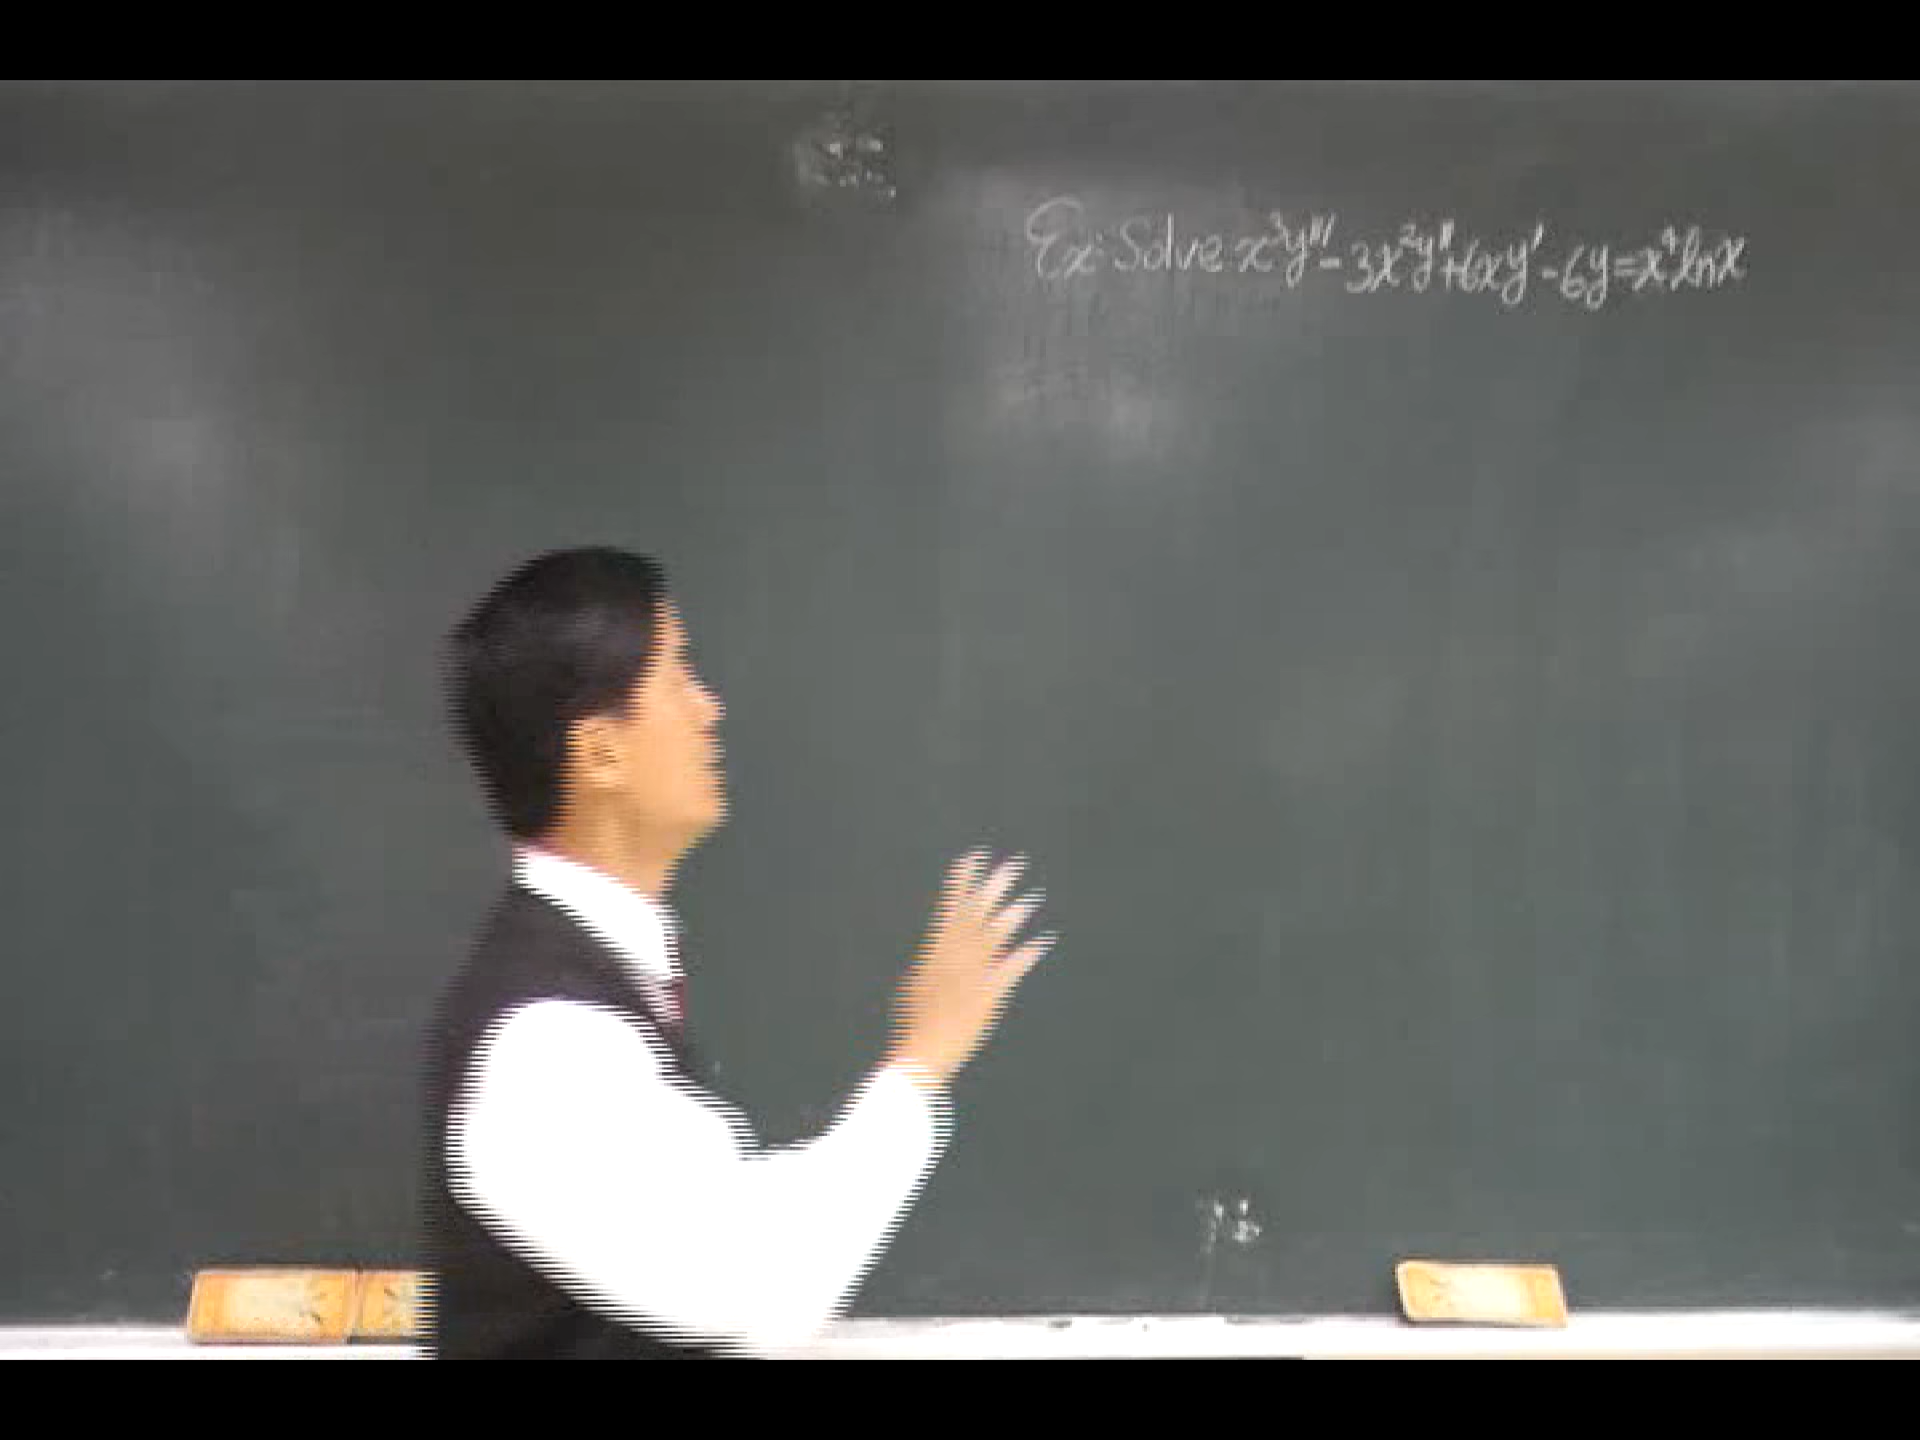 Ex: Solve x³y''' - 3x²y'' + 6xy' - 6y = x⁴lnx